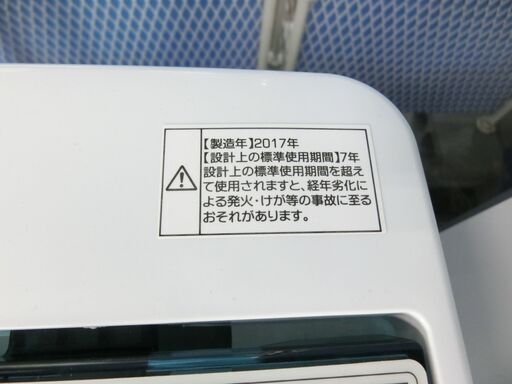 【製造年】2017年
【設計上の標準使用期間】7年
設計上の標準使用期間を超え
て使用されますと、経年劣化に
よる発火・けが等の事故に至る
おそれがあります。